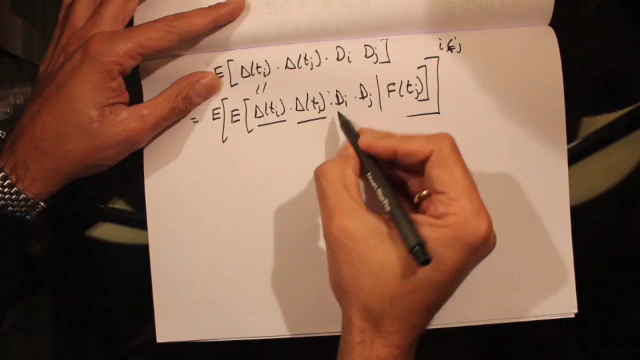 E[Δ(ti) · Δ(tj) · Di Dj] i<j
"
= E[E[Δ(ti) · Δ(tj) · Di · Dj | F(tj)]]